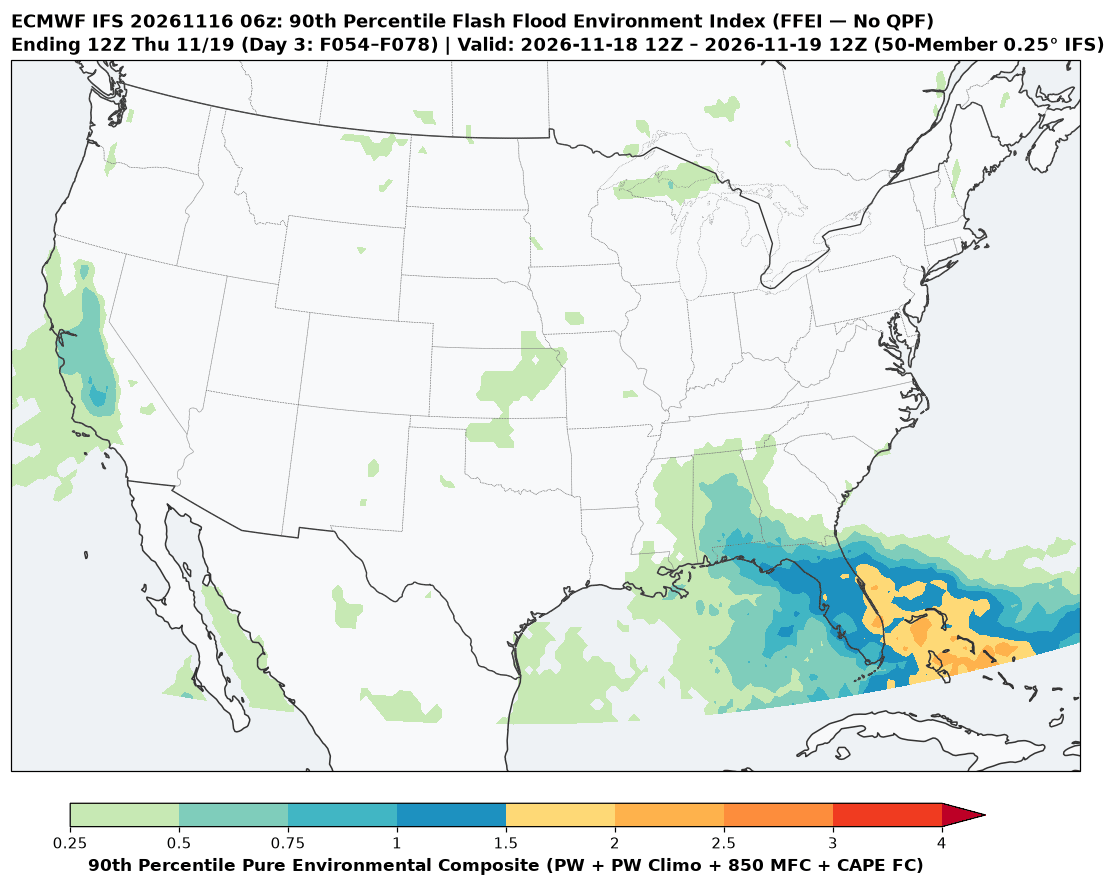 ECMWF IFS 20261116 06z: 90th Percentile Flash Flood Environment Index (FFEI — No QPF)
Ending 12Z Thu 11/19 (Day 3: F054–F078) | Valid: 2026-11-18 12Z – 2026-11-19 12Z (50-Member 0.25° IFS)
0.25 0.5 0.75 1 1.5 2 2.5 3 4
90th Percentile Pure Environmental Composite (PW + PW Climo + 850 MFC + CAPE FC)